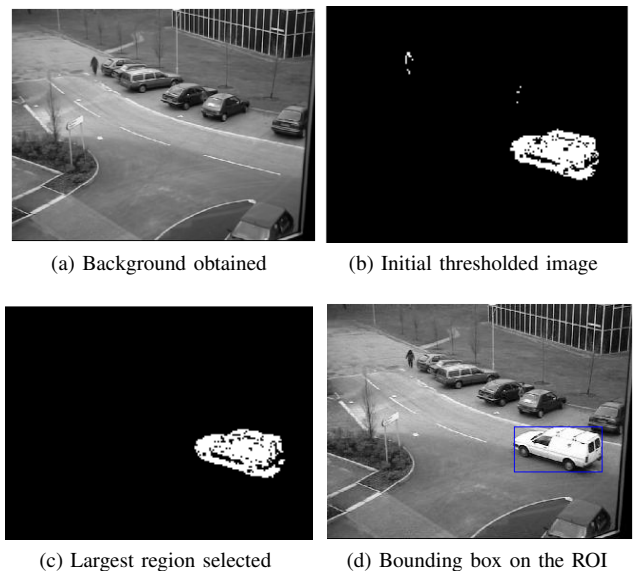 (a) Background obtained
(b) Initial thresholded image
(c) Largest region selected
(d) Bounding box on the ROI